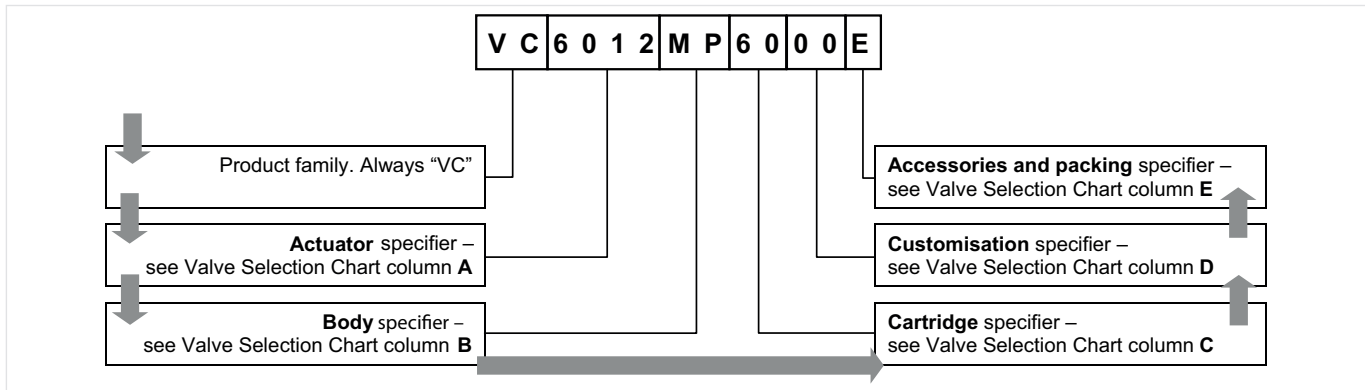 V C 6 0 1 2 M P 6 0 0 0 E
Product family. Always “VC”
Actuator specifier –
see Valve Selection Chart column A
Body specifier –
see Valve Selection Chart column B
Cartridge specifier –
see Valve Selection Chart column C
Customisation specifier –
see Valve Selection Chart column D
Accessories and packing specifier –
see Valve Selection Chart column E